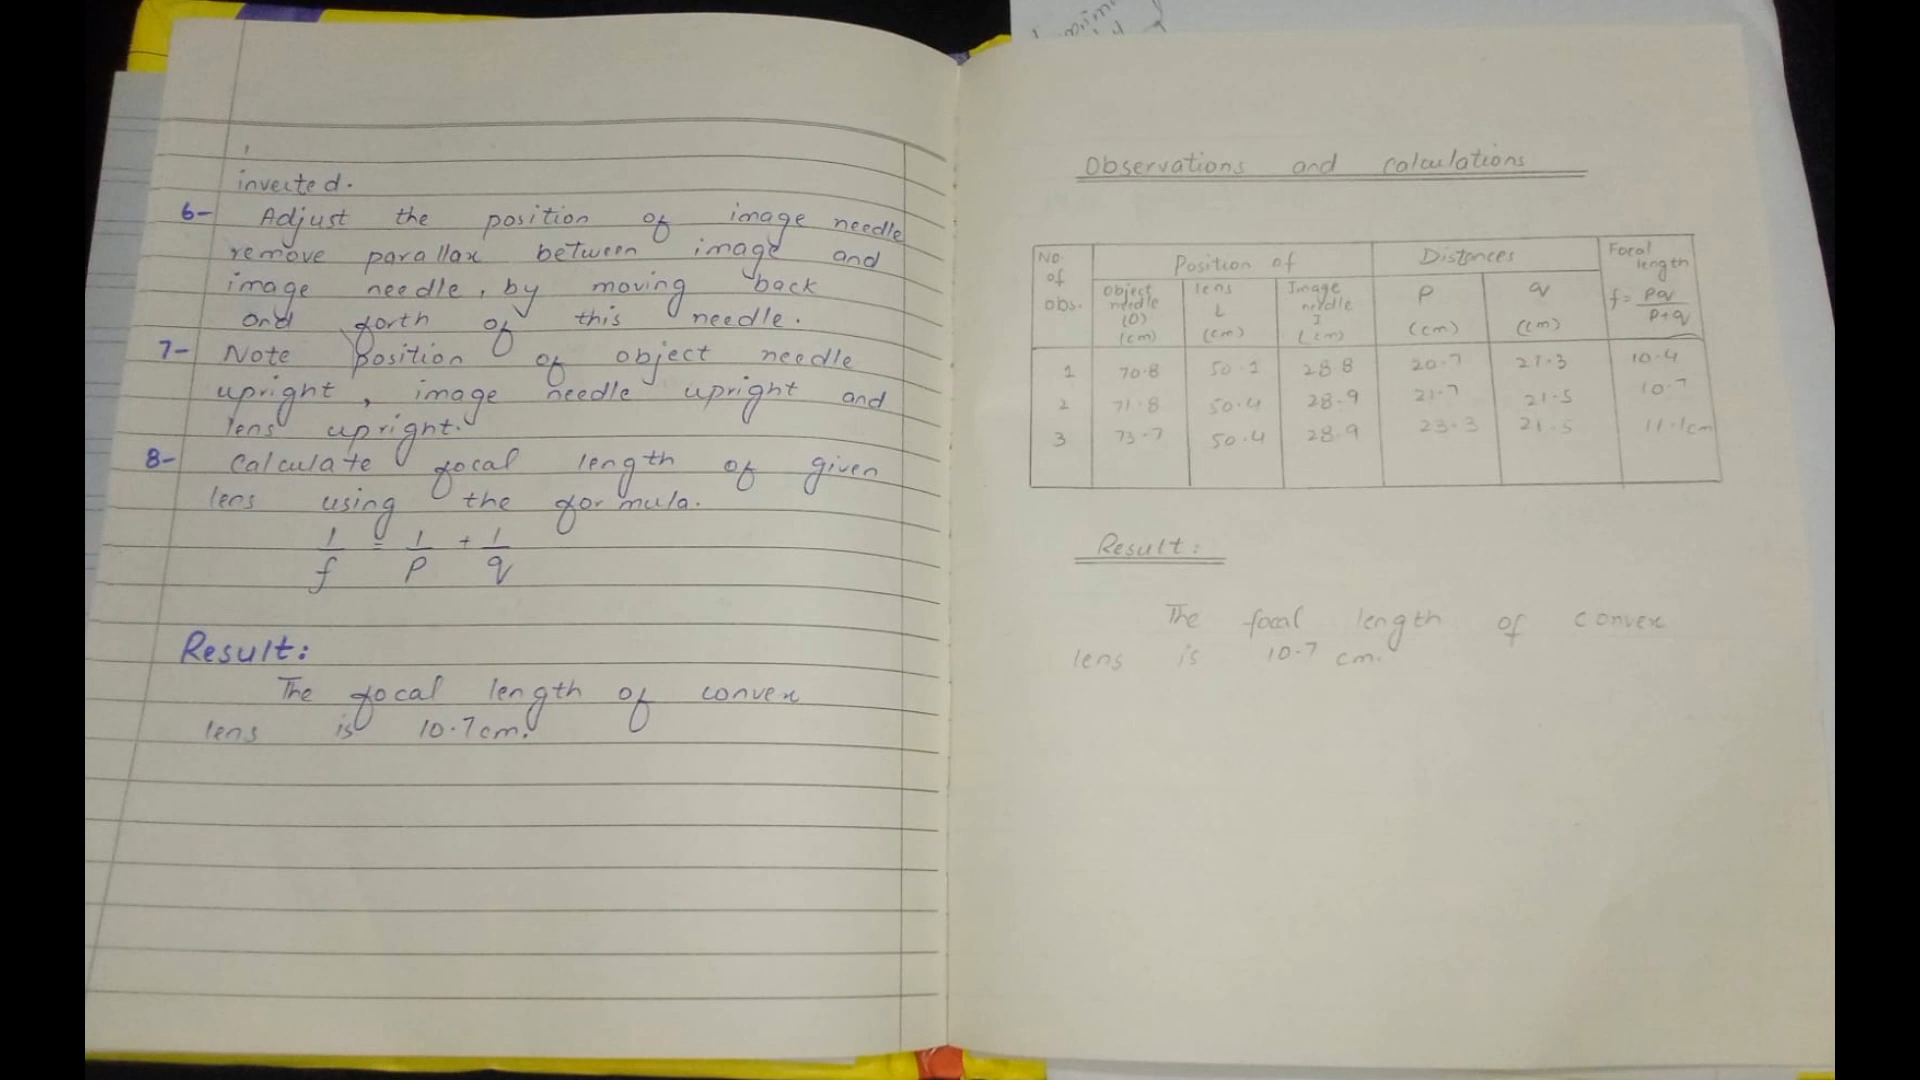 inverted.
6- Adjust the position of image needle
remove parallax between image and
image needle, by moving back
and forth of this needle.
7- Note position of object needle
upright, image needle upright and
lens upright.
8- Calculate focal length of given
lens using the formula.
1/f = 1/p + 1/q
Result:
The focal length of convex
lens is 10.7cm.
Observations and calculations
No. of obs. | Position of | Distances | Focal length f = pq/p+q
object needle (O) (cm) | lens L (cm) | Image needle I (cm) | P (cm) | q (cm)
1 70.8 50.1 28.8 20.7 21.3 10.4
2 71.8 50.4 28.9 21.7 21.5 10.7
3 73.7 50.4 28.9 23.3 21.5 11.1cm
Result:
The focal length of convex
lens is 10.7 cm.